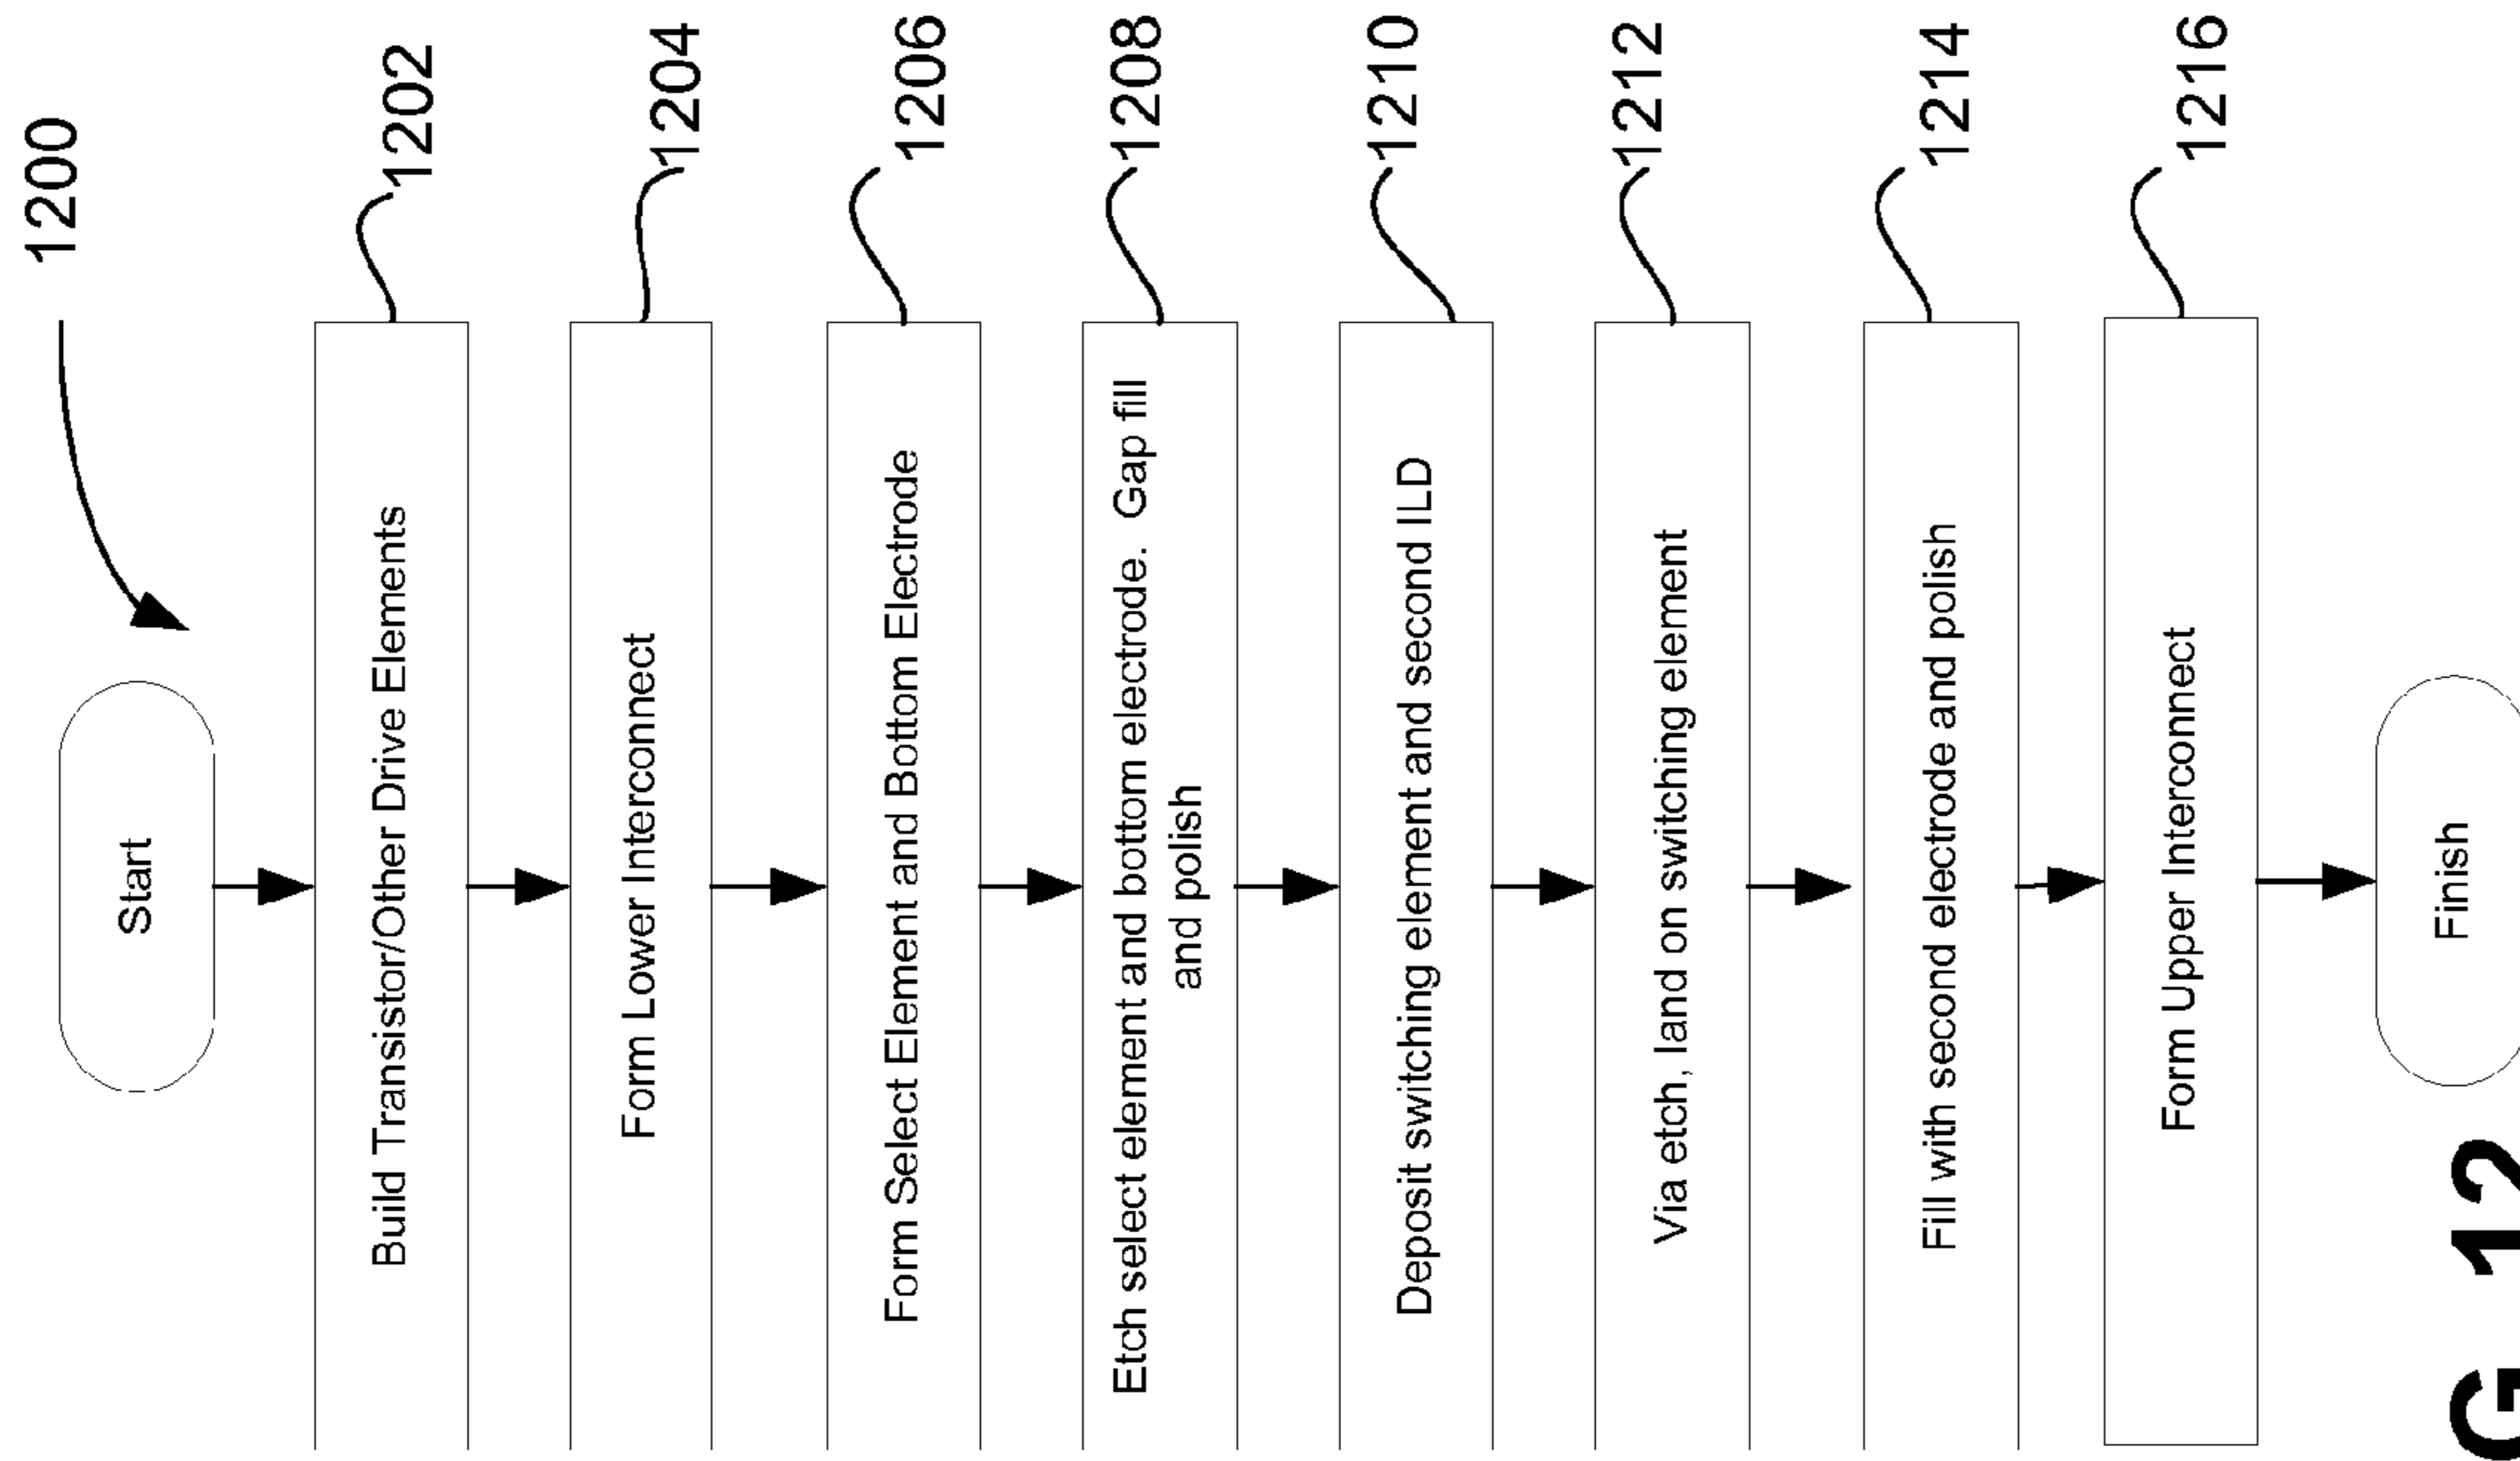 1200
Start
Build Transistor/Other Drive Elements
1202
Form Lower Interconnect
1204
Form Select Element and Bottom Electrode
1206
Etch select element and bottom electrode.  Gap fill
and polish
1208
Deposit switching element and second ILD
1210
Via etch, land on switching element
1212
Fill with second electrode and polish
1214
Form Upper Interconnect
1216
Finish
G 12